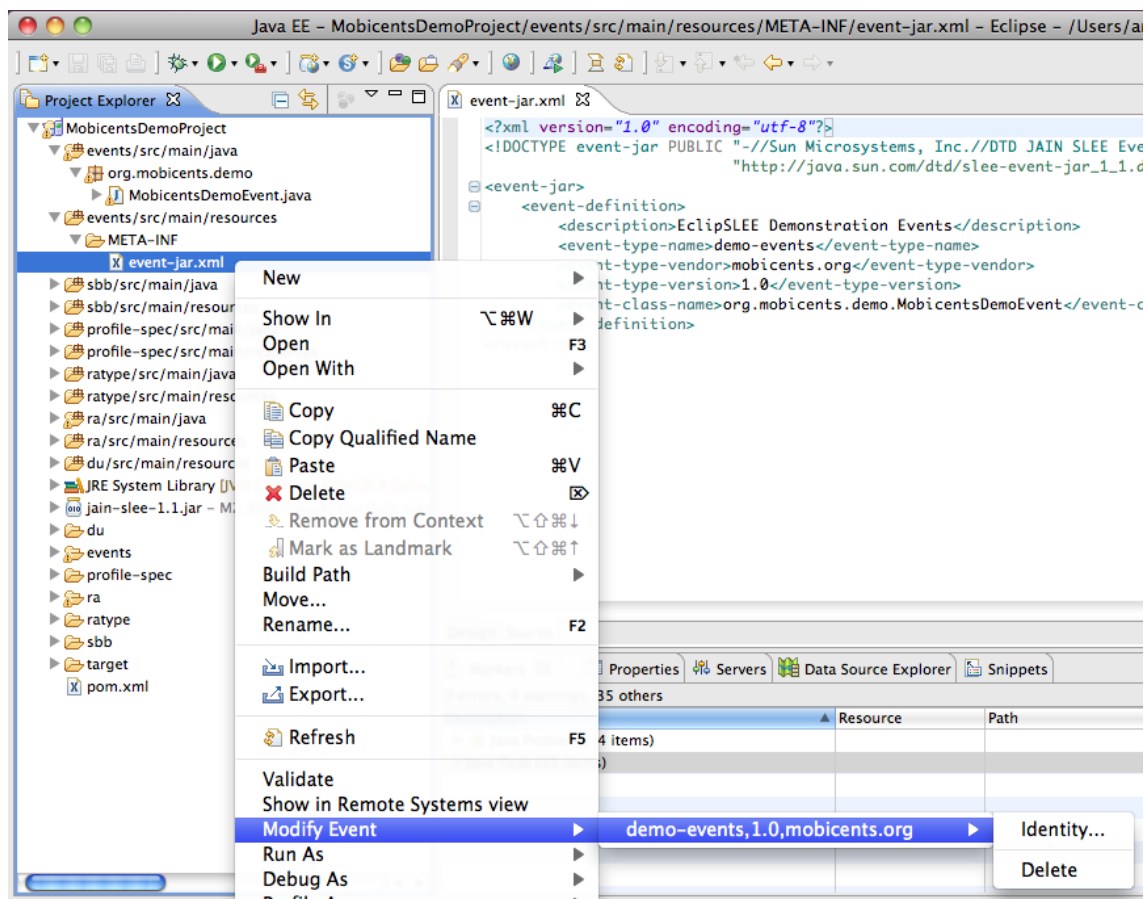 Java EE – MobicentsDemoProject/events/src/main/resources/META-INF/event-jar.xml – Eclipse – /Users/a
Project Explorer
MobicentsDemoProject
events/src/main/java
org.mobicents.demo
MobicentsDemoEvent.java
events/src/main/resources
META-INF
event-jar.xml
sbb/src/main/java
sbb/src/main/resour
profile-spec/src/mai
profile-spec/src/mai
ratype/src/main/java
ratype/src/main/reso
ra/src/main/java
ra/src/main/resource
du/src/main/resourc
JRE System Library [JV
jain-slee-1.1.jar – M
du
events
profile-spec
ra
ratype
sbb
target
pom.xml
event-jar.xml
<?xml version="1.0" encoding="utf-8"?>
<!DOCTYPE event-jar PUBLIC "-//Sun Microsystems, Inc.//DTD JAIN SLEE Eve
"http://java.sun.com/dtd/slee-event-jar_1_1.d
<event-jar>
<event-definition>
<description>EclipSLEE Demonstration Events</description>
<event-type-name>demo-events</event-type-name>
nt-type-vendor>mobicents.org</event-type-vendor>
nt-type-version>1.0</event-type-version>
nt-class-name>org.mobicents.demo.MobicentsDemoEvent</event-c
definition>
New
Show In ⌥⌘W
Open F3
Open With
Copy ⌘C
Copy Qualified Name
Paste ⌘V
Delete ⌦
Remove from Context ⌥⇧⌘↓
Mark as Landmark ⌥⇧⌘↑
Build Path
Move...
Rename... F2
Import...
Export...
Refresh F5
Validate
Show in Remote Systems view
Modify Event
Run As
Debug As
demo-events,1.0,mobicents.org
Identity...
Delete
Properties Servers Data Source Explorer Snippets
35 others
Resource Path
4 items)